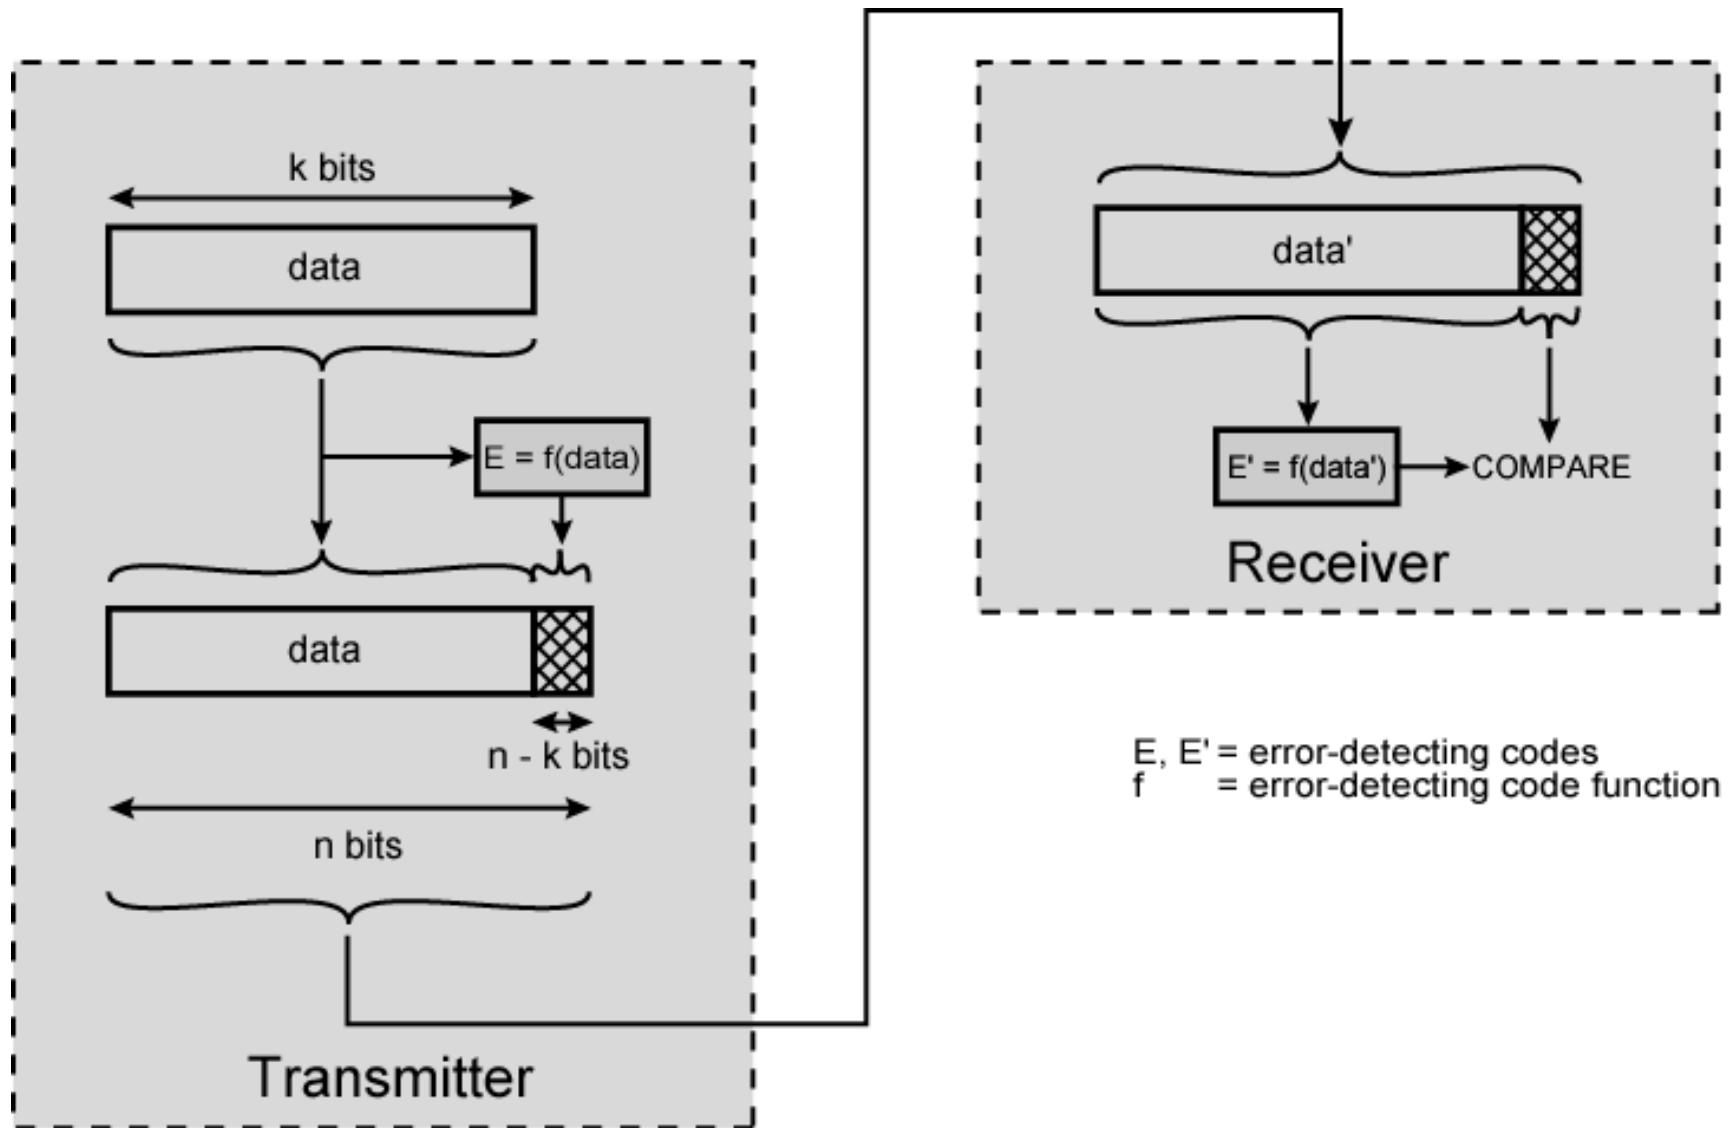 k bits
data
E = f(data)
data
n - k bits
n bits
Transmitter
data'
E' = f(data')
COMPARE
Receiver
E, E' = error-detecting codes
f = error-detecting code function